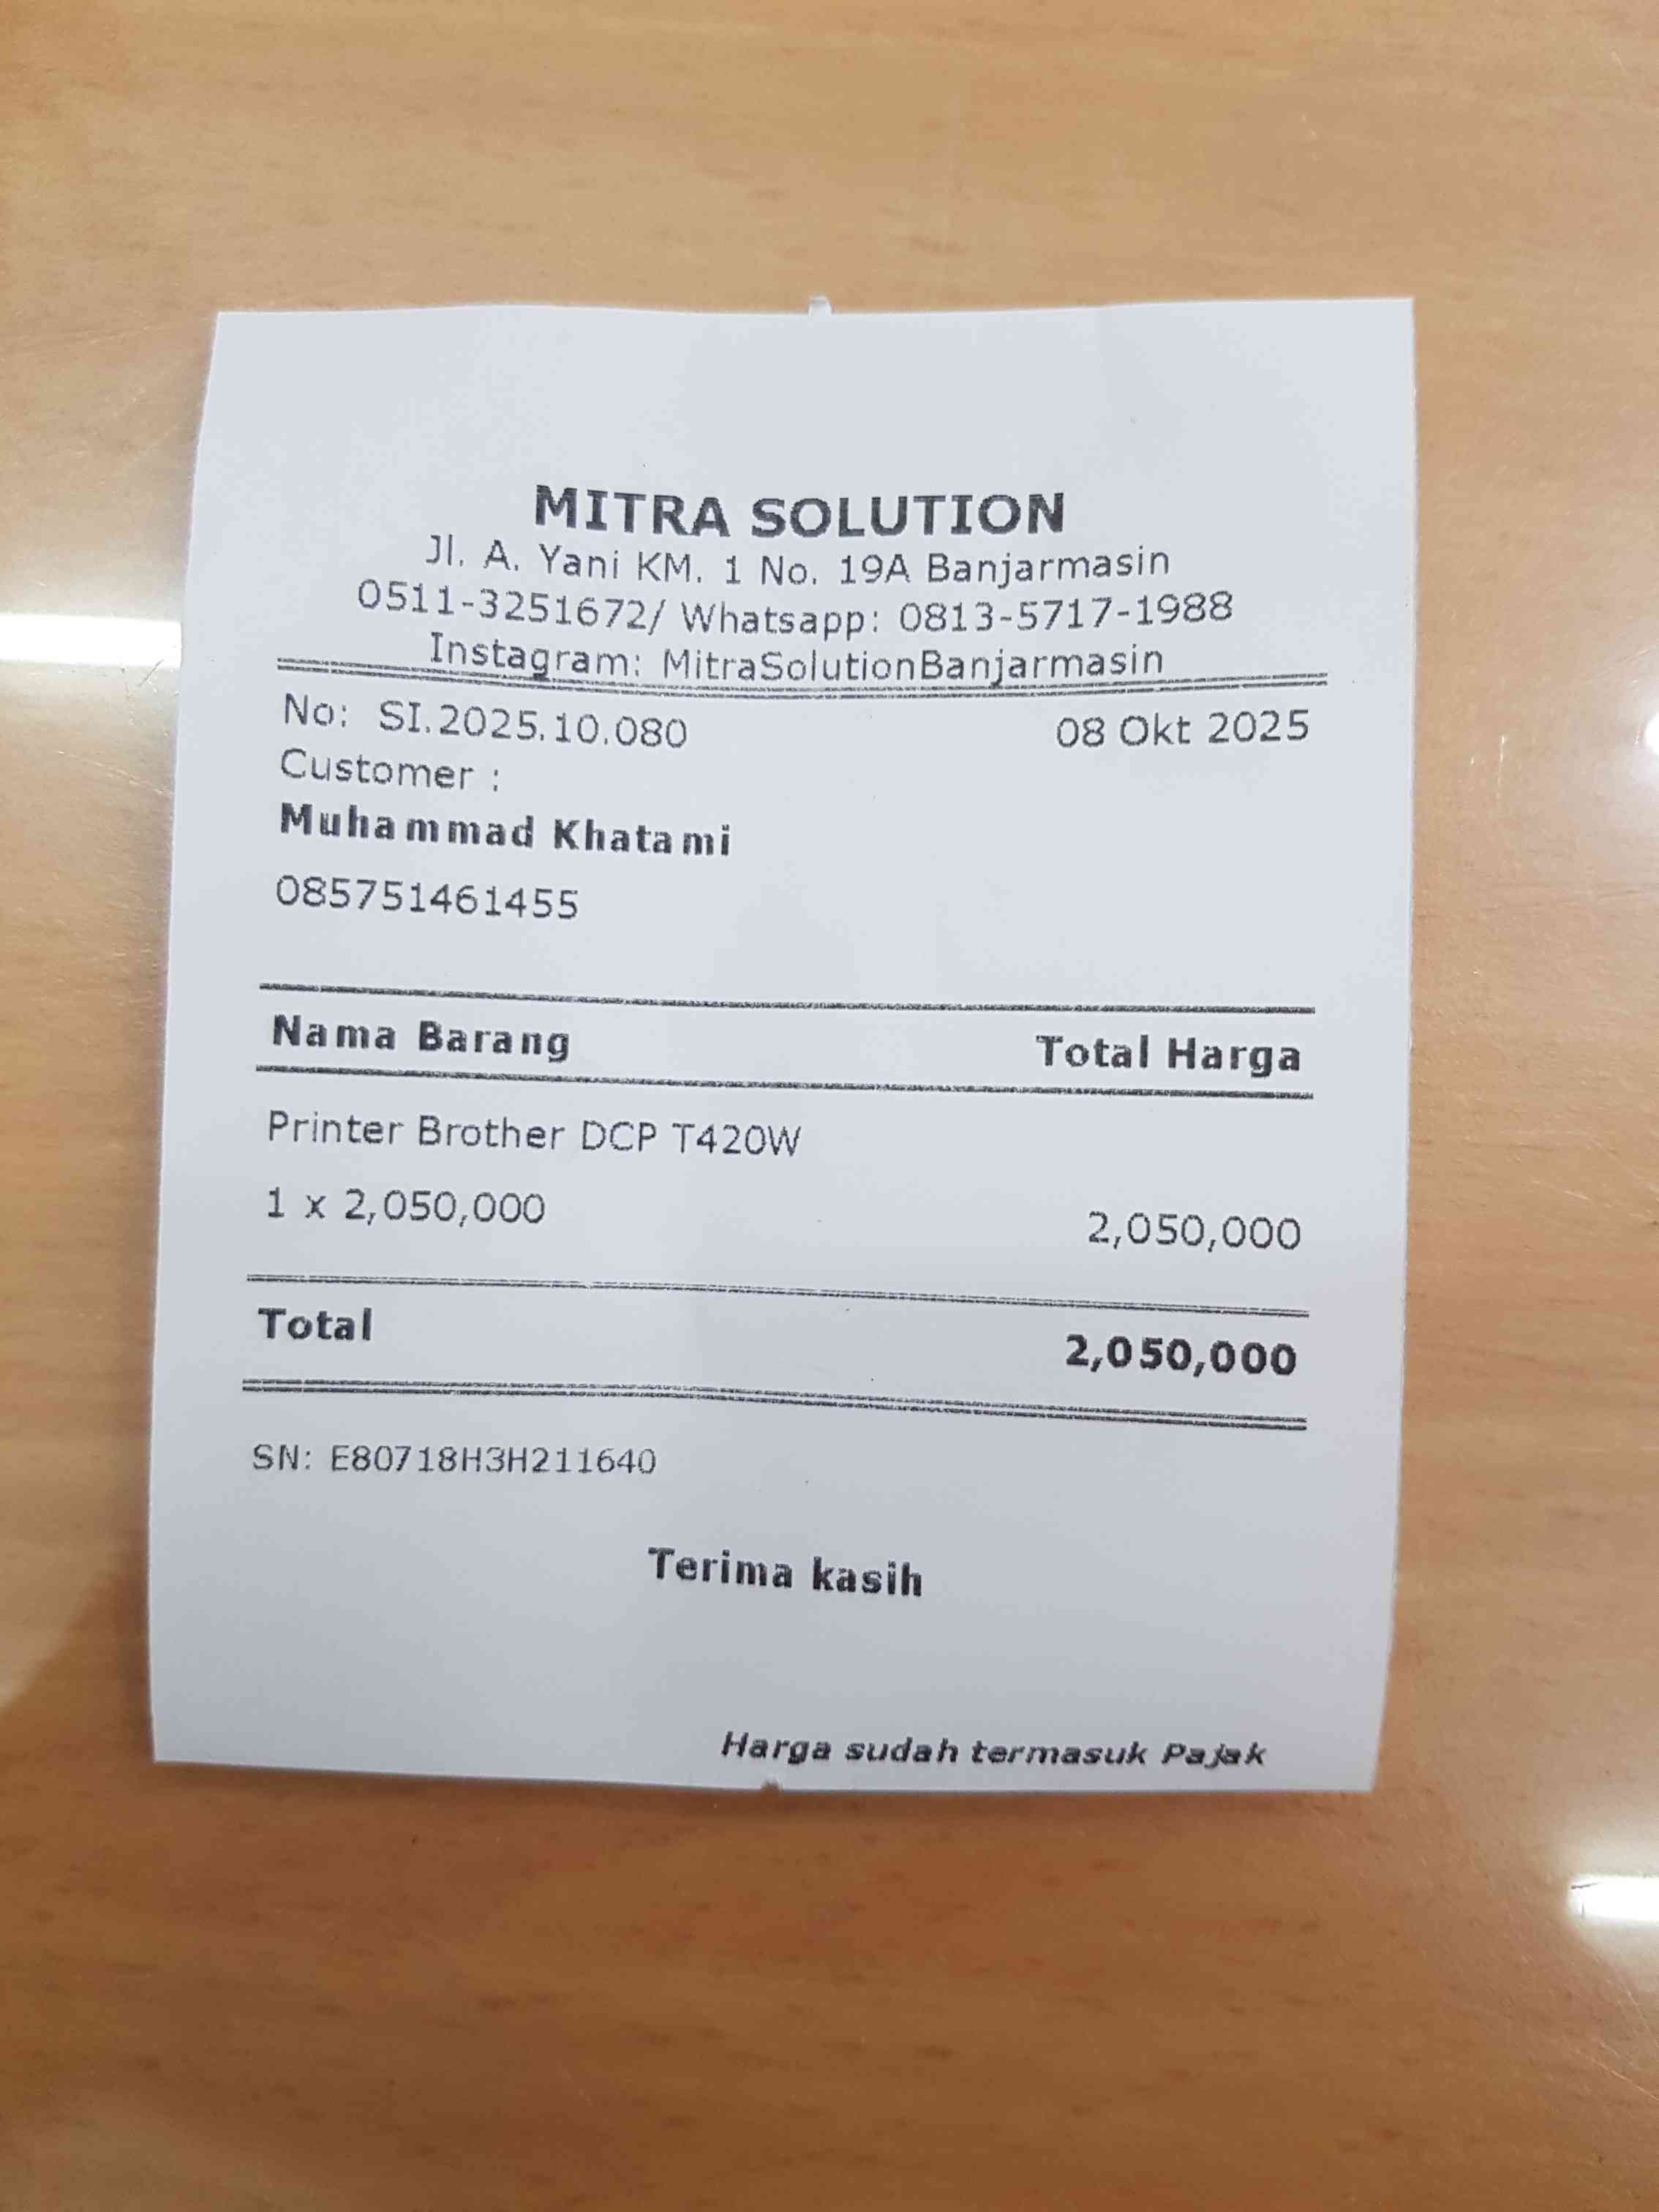 MITRA SOLUTION
Jl. A. Yani KM. 1 No. 19A Banjarmasin
0511-3251672/ Whatsapp: 0813-5717-1988
Instagram: MitraSolutionBanjarmasin
No: SI.2025.10.080 08 Okt 2025
Customer :
Muhammad Khatami
085751461455
Nama Barang Total Harga
Printer Brother DCP T420W
1 x 2,050,000 2,050,000
Total 2,050,000
SN: E80718H3H211640
Terima kasih
Harga sudah termasuk Pajak